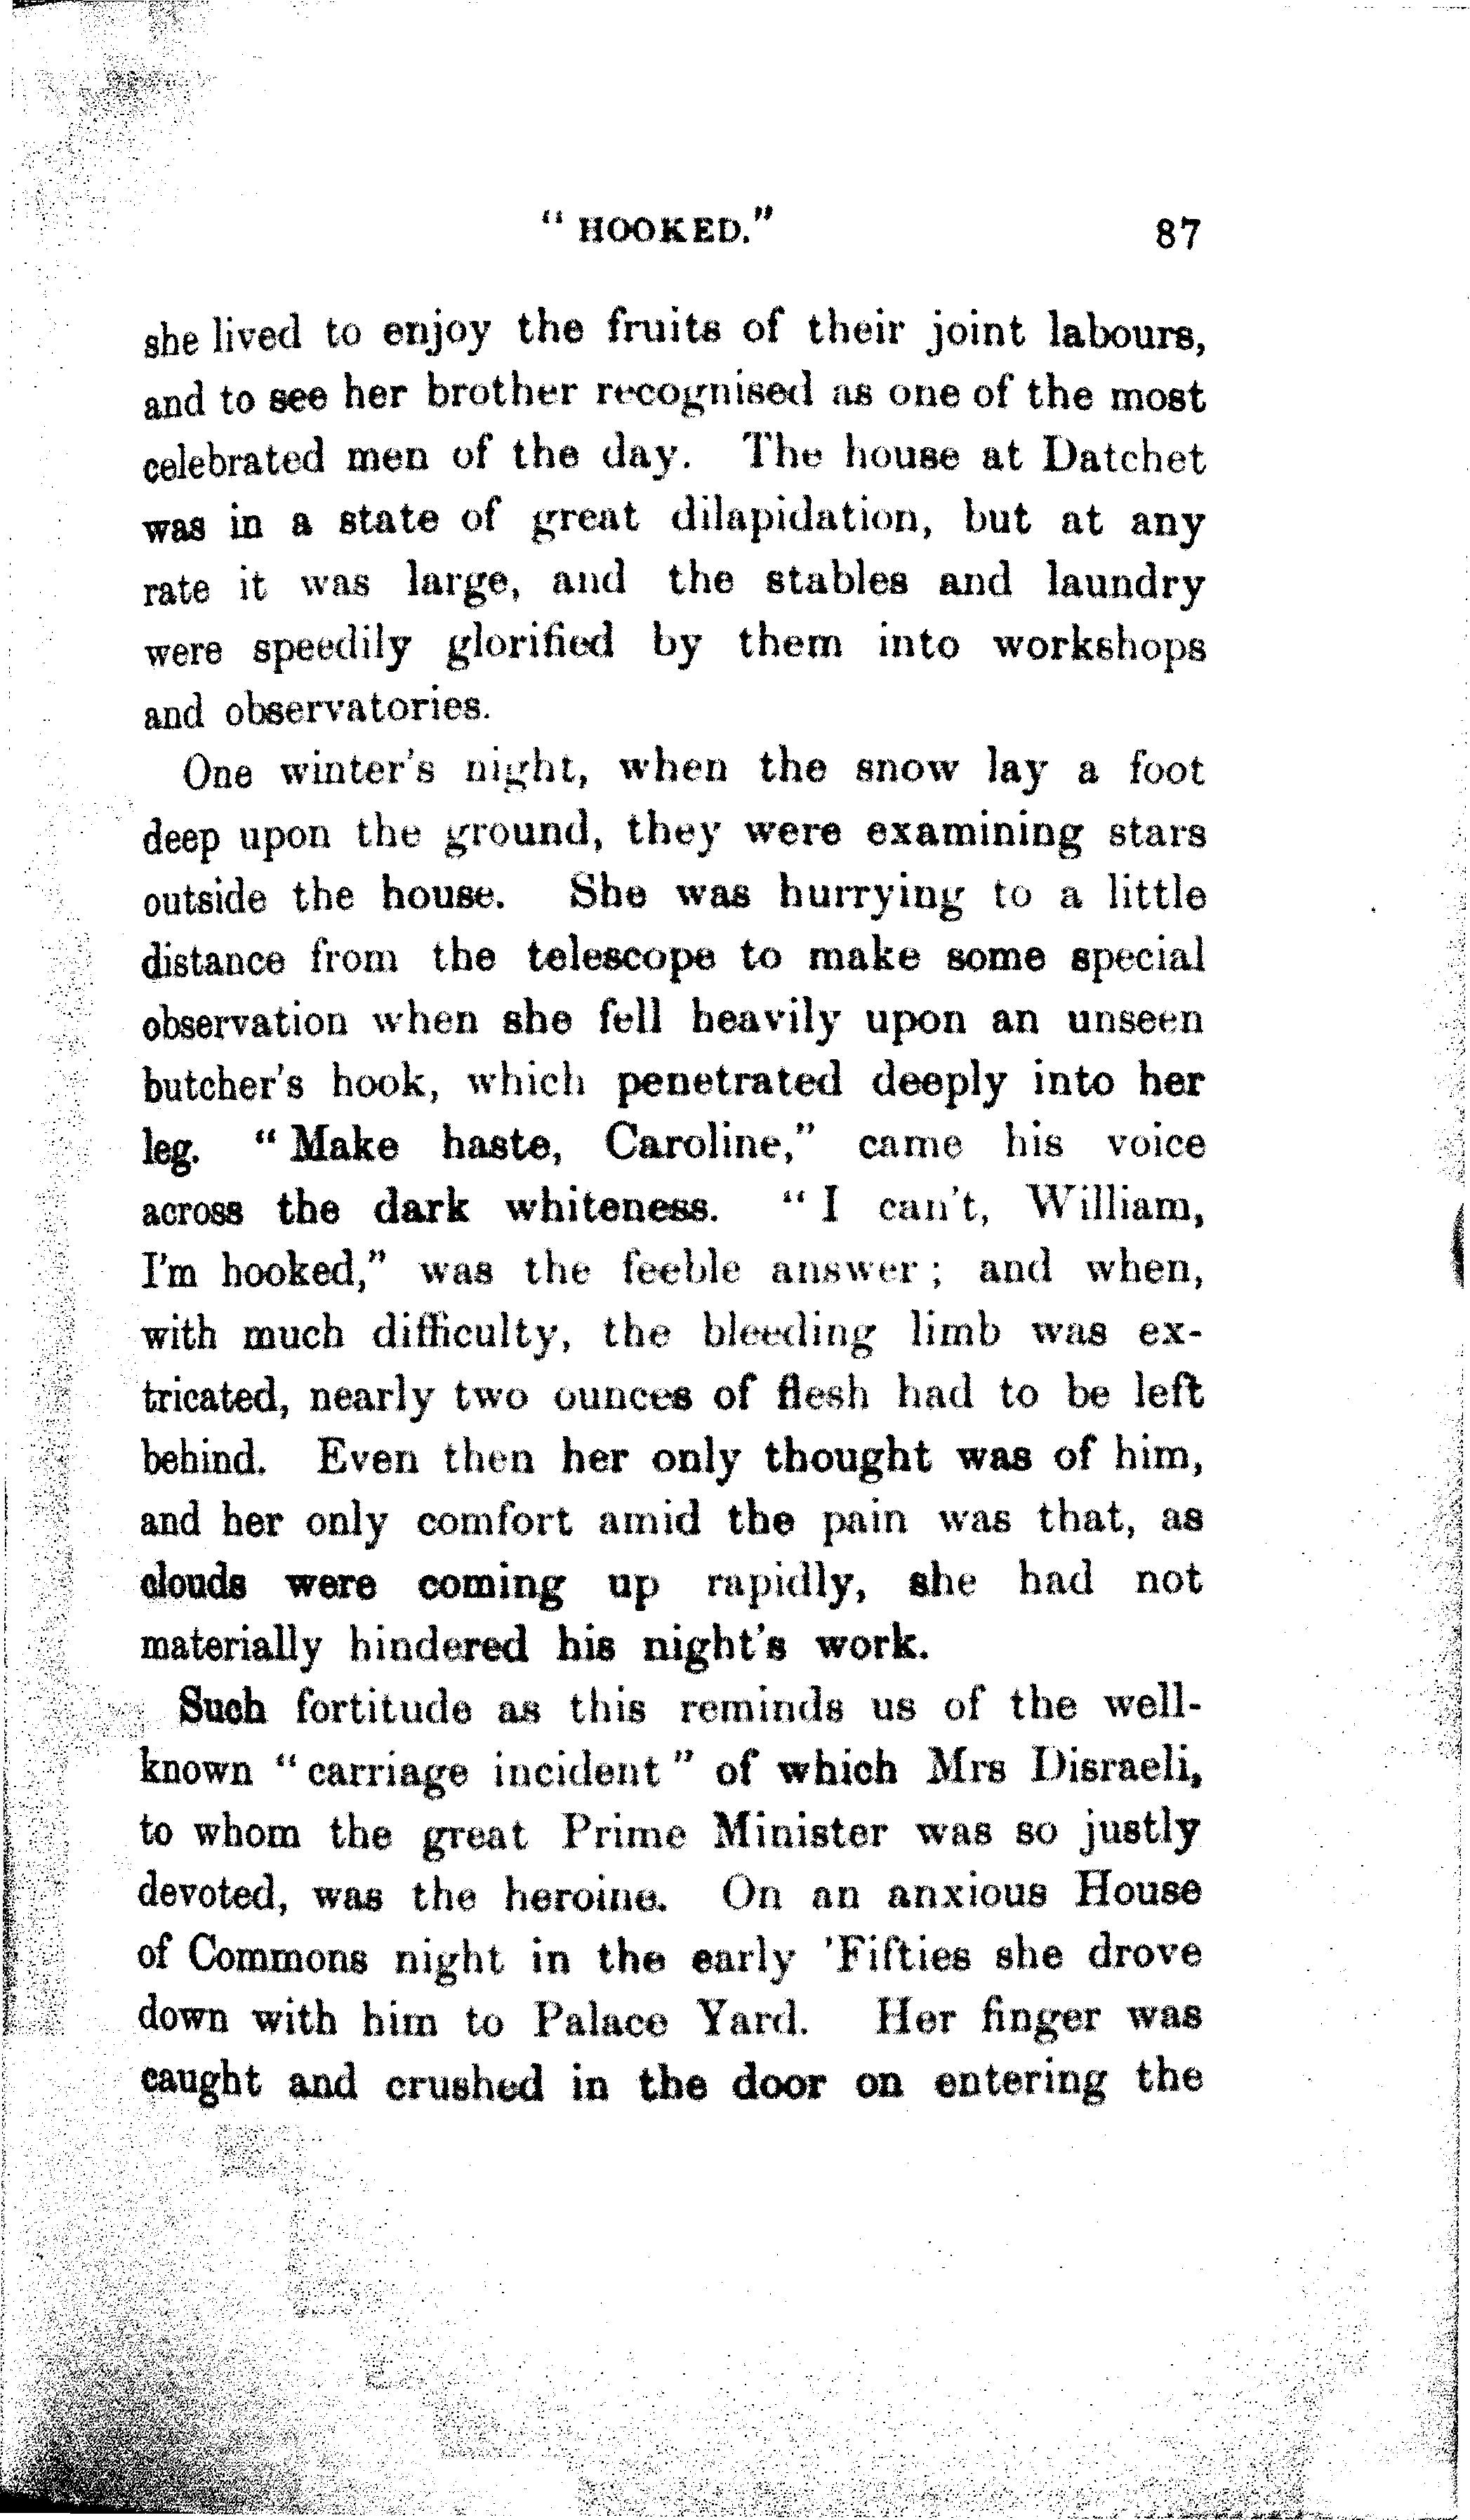 "HOOKED." 87
she lived to enjoy the fruits of their joint labours,
and to see her brother recognised as one of the most
celebrated men of the day. The house at Datchet
was in a state of great dilapidation, but at any
rate it was large, and the stables and laundry
were speedily glorified by them into workshops
and observatories.
One winter's night, when the snow lay a foot
deep upon the ground, they were examining stars
outside the house. She was hurrying to a little
distance from the telescope to make some special
observation when she fell heavily upon an unseen
butcher's hook, which penetrated deeply into her
leg. "Make haste, Caroline," came his voice
across the dark whiteness. "I can't, William,
I'm hooked," was the feeble answer; and when,
with much difficulty, the bleeding limb was ex-
tricated, nearly two ounces of flesh had to be left
behind. Even then her only thought was of him,
and her only comfort amid the pain was that, as
clouds were coming up rapidly, she had not
materially hindered his night's work.
Such fortitude as this reminds us of the well-
known "carriage incident" of which Mrs Disraeli,
to whom the great Prime Minister was so justly
devoted, was the heroine. On an anxious House
of Commons night in the early 'Fifties she drove
down with him to Palace Yard. Her finger was
caught and crushed in the door on entering the